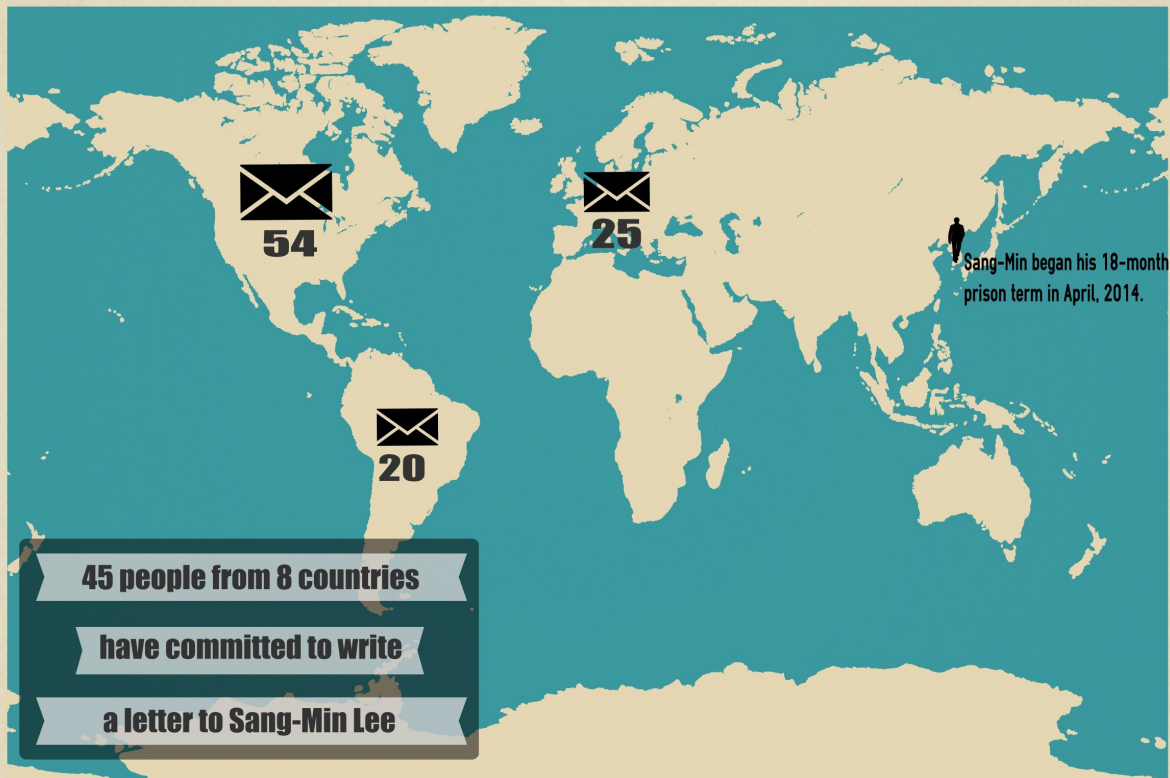 54
25
Sang-Min began his 18-month
prison term in April, 2014.
20
45 people from 8 countries
have committed to write
a letter to Sang-Min Lee